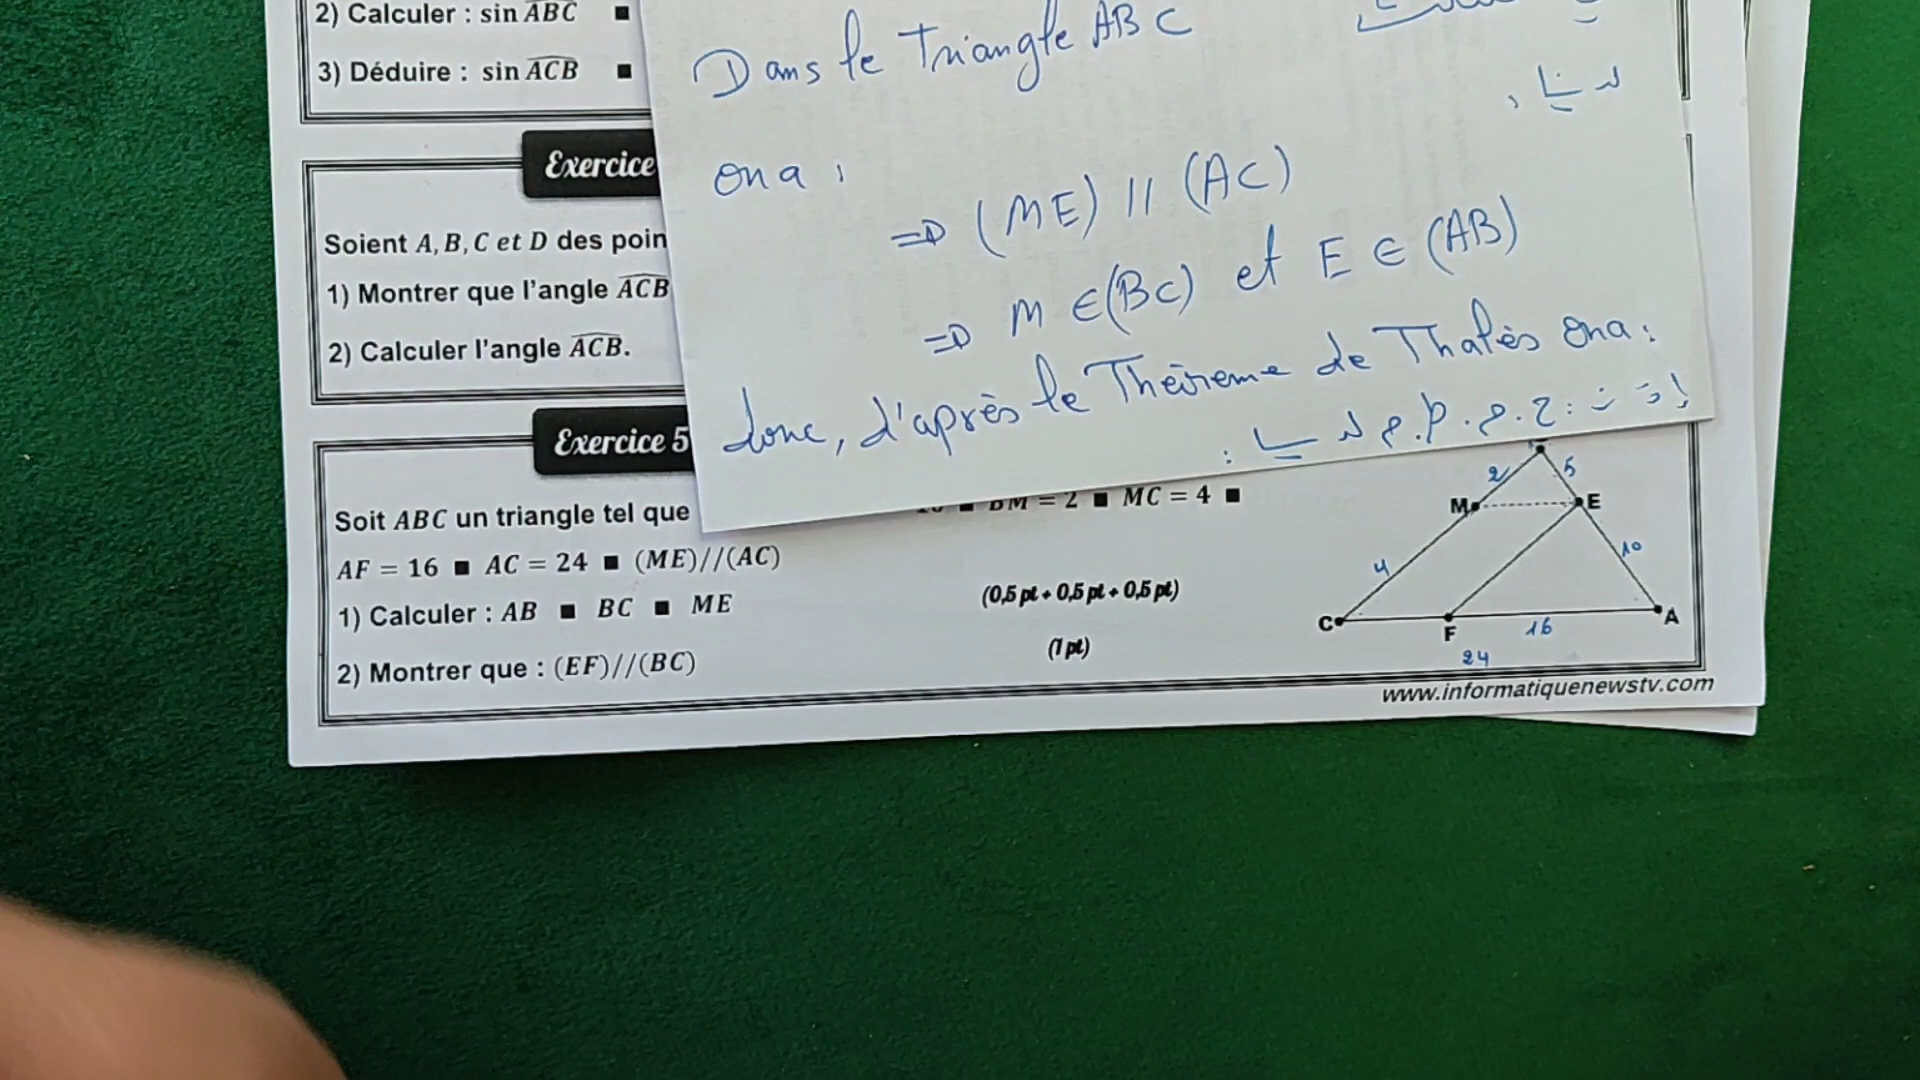 2) Calculer : sin ABC ■
3) Déduire : sin ACB ■
Exercice
Soient A, B, C et D des poin
1) Montrer que l'angle ACB
2) Calculer l'angle ACB.
Dans le Triangle ABC
لدينا :
on a :
⇒ (ME) // (AC)
⇒ M ∈ (BC) et E ∈ (AB)
donc, d'après le Théoreme de Thalès on a :
Exercice 5
Soit ABC un triangle tel que
■ BM = 2 ■ MC = 4 ■
AF = 16 ■ AC = 24 ■ (ME)//(AC)
1) Calculer : AB ■ BC ■ ME
(0,5 pt + 0,5 pt + 0,5 pt)
2) Montrer que : (EF)//(BC)
(1 pt)
2 5
M E
4 10
C F 16 A
24
www.informatiquenewstv.com